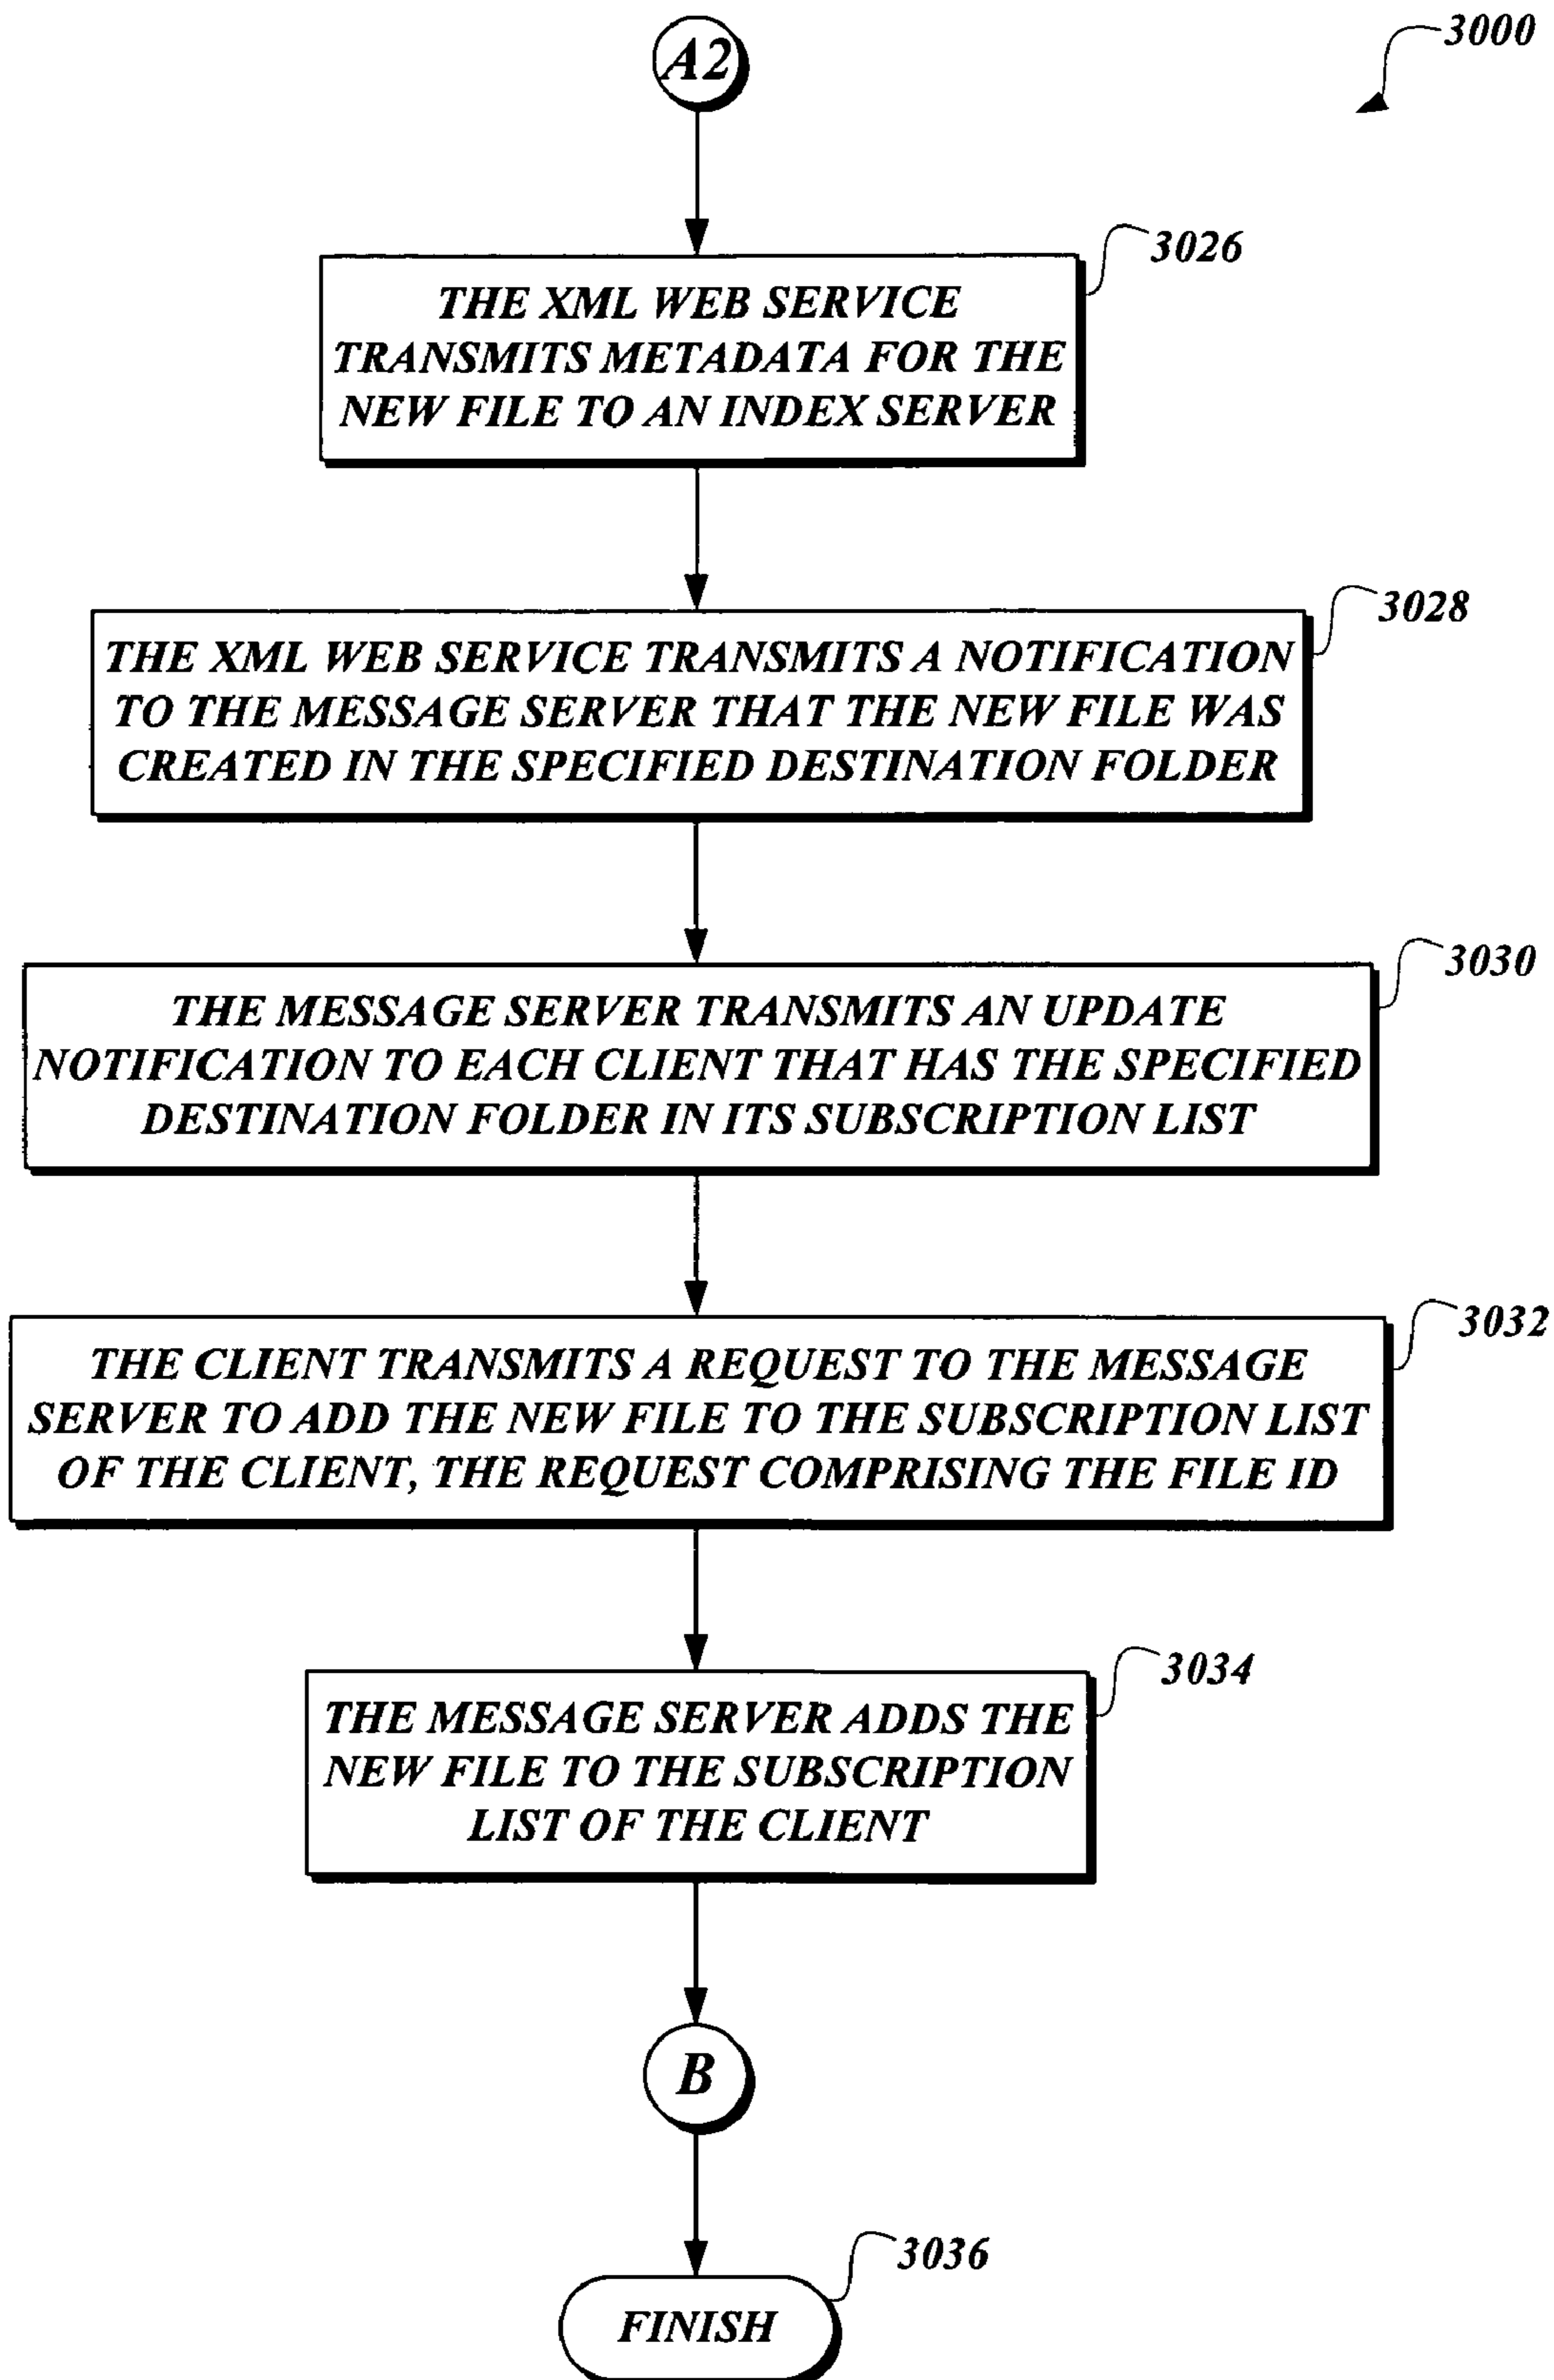 A2
3000
3026
THE XML WEB SERVICE
TRANSMITS METADATA FOR THE
NEW FILE TO AN INDEX SERVER
3028
THE XML WEB SERVICE TRANSMITS A NOTIFICATION
TO THE MESSAGE SERVER THAT THE NEW FILE WAS
CREATED IN THE SPECIFIED DESTINATION FOLDER
3030
THE MESSAGE SERVER TRANSMITS AN UPDATE
NOTIFICATION TO EACH CLIENT THAT HAS THE SPECIFIED
DESTINATION FOLDER IN ITS SUBSCRIPTION LIST
3032
THE CLIENT TRANSMITS A REQUEST TO THE MESSAGE
SERVER TO ADD THE NEW FILE TO THE SUBSCRIPTION LIST
OF THE CLIENT, THE REQUEST COMPRISING THE FILE ID
3034
THE MESSAGE SERVER ADDS THE
NEW FILE TO THE SUBSCRIPTION
LIST OF THE CLIENT
B
3036
FINISH